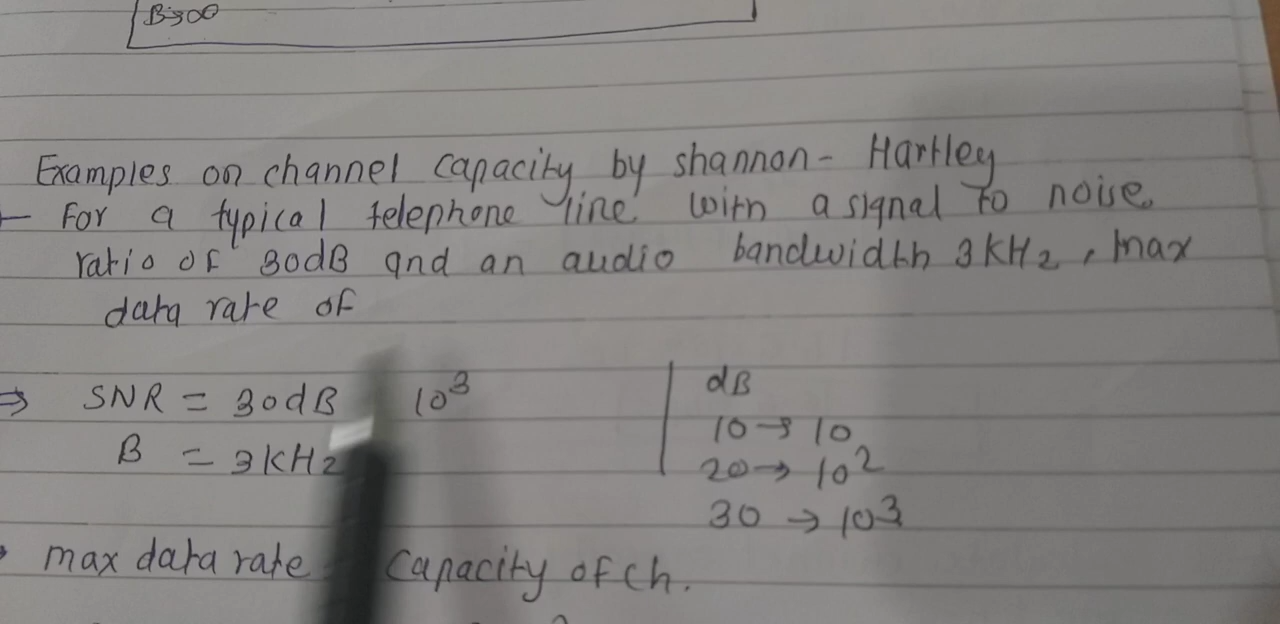 B→∞
Examples on channel capacity by shannon - Hartley
- For a typical telephone line with a signal to noise
ratio of 30dB and an audio bandwidth 3kHz, max
data rate of
⇒ SNR = 30dB 10³
B = 3kHz
dB
10 → 10
20 → 10²
30 → 10³
max data rate capacity of ch.